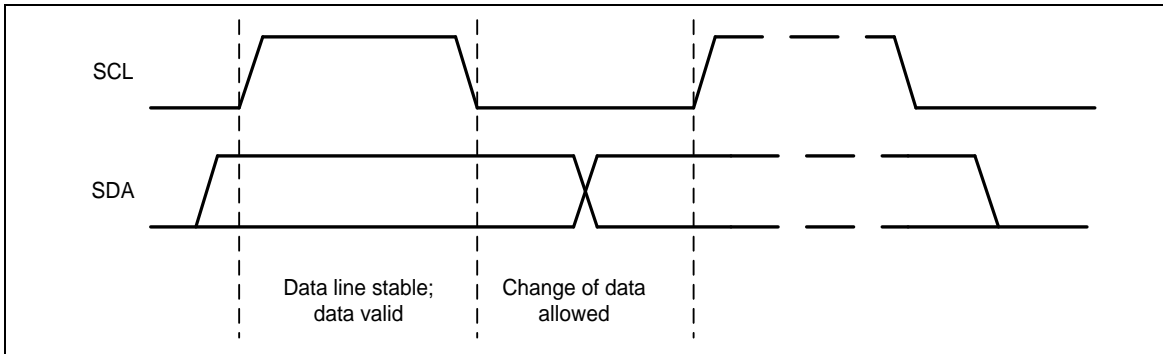 SCL
SDA
Data line stable;
data valid
Change of data
allowed